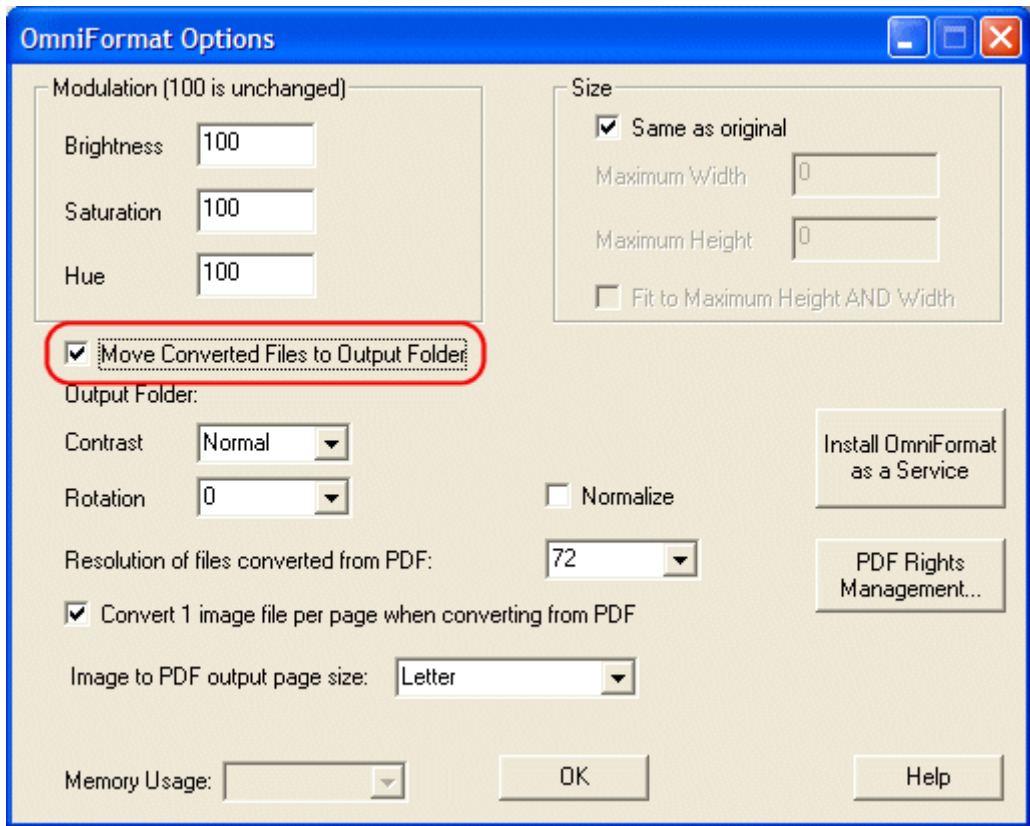 OmniFormat Options
Modulation (100 is unchanged)
Brightness 100
Saturation 100
Hue 100
Size
Same as original
Maximum Width 0
Maximum Height 0
Fit to Maximum Height AND Width
Move Converted Files to Output Folder
Output Folder:
Contrast Normal
Rotation 0
Normalize
Install OmniFormat
as a Service
Resolution of files converted from PDF: 72
PDF Rights
Management...
Convert 1 image file per page when converting from PDF
Image to PDF output page size: Letter
Memory Usage:
OK
Help